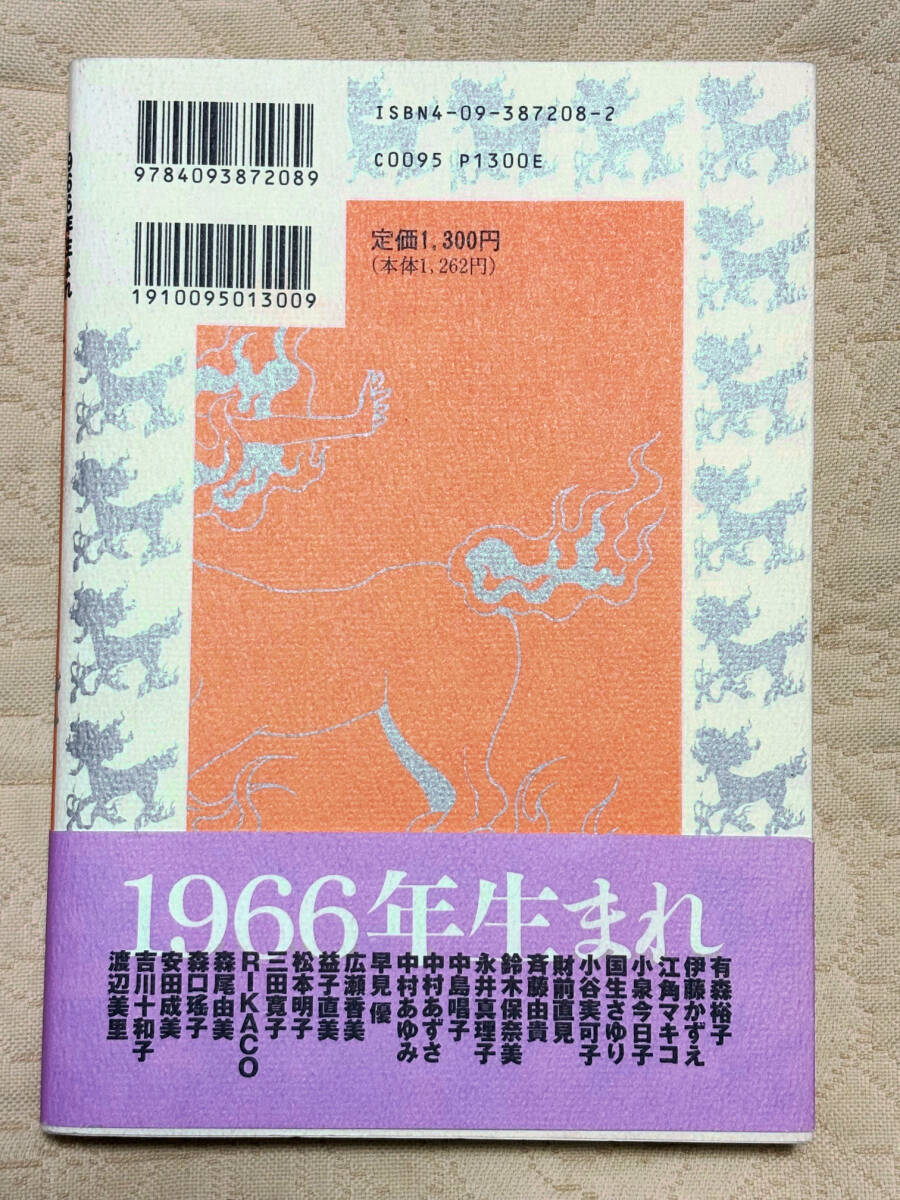 9784093872089
ISBN4-09-387208-2
C0095 P1300E
1910095013009
定価1,300円
(本体1,262円)
1966年生まれ
有森裕子
伊藤かずえ
江角マキコ
小泉今日子
国生さゆり
小谷実可子
財前直見
斉藤由貴
鈴木保奈美
永井真理子
中島唱子
中村あずさ
中村あゆみ
早見優
広瀬香美
益子直美
松本明子
三田寛子
RIKACO
森尾由美
森口瑤子
安田成美
吉川十和子
渡辺美里